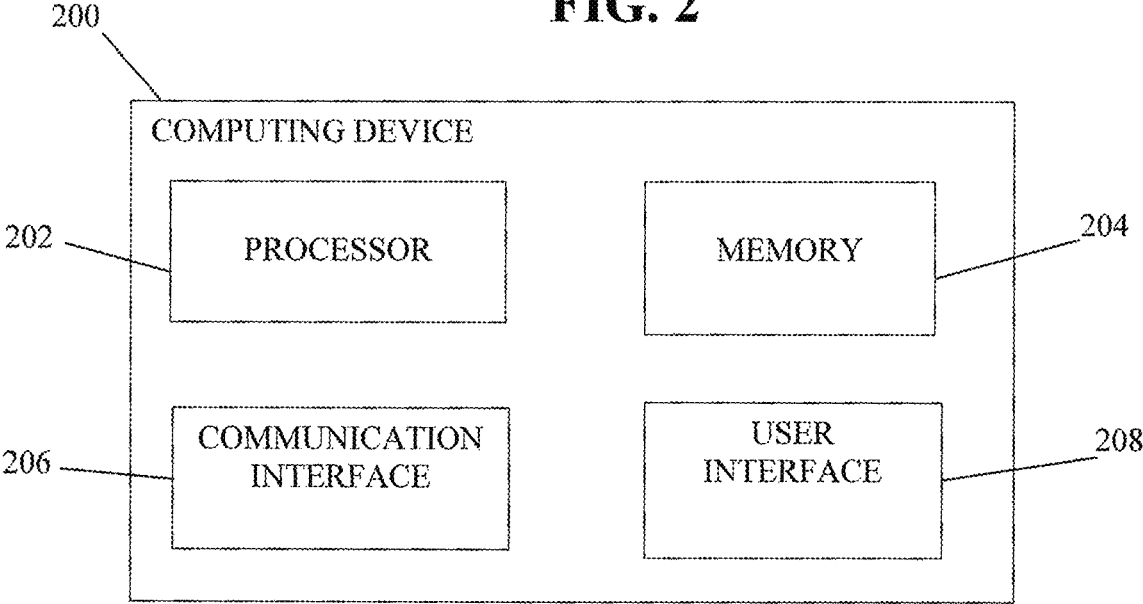 FIG. 2
200
COMPUTING DEVICE
202
PROCESSOR
MEMORY
204
206
COMMUNICATION
INTERFACE
USER
INTERFACE
208